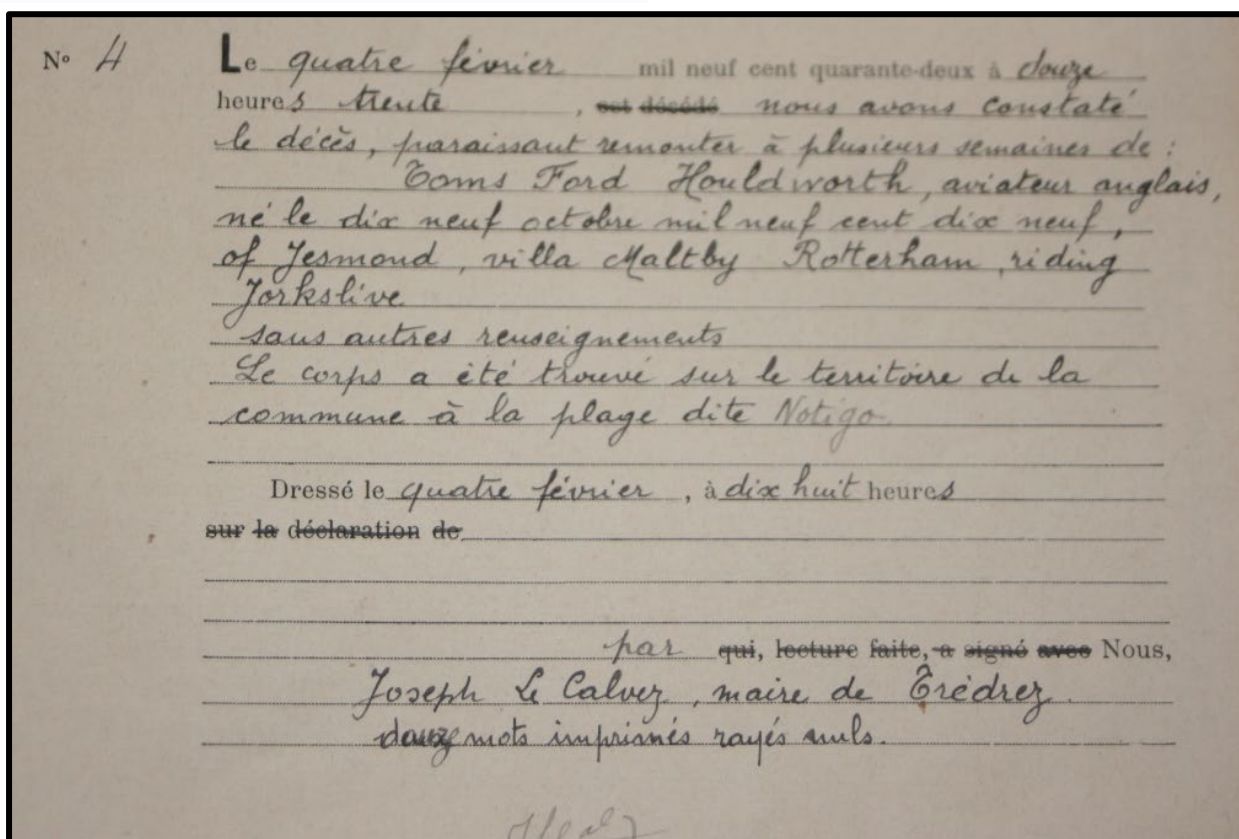 N° 4
Le quatre février mil neuf cent quarante-deux à douze
heures trente, est décédé nous avons constaté
le décès, paraissant remonter à plusieurs semaines de :
Toms Ford Houldworth, aviateur anglais,
né le dix neuf octobre mil neuf cent dix neuf,
of Jesmond, villa Maltby Rotterham, riding
Jorkslive
sans autres renseignements
Le corps a été trouvé sur le territoire de la
commune à la plage dite Notigo
Dressé le quatre février, à dix huit heures
sur la déclaration de
par qui, lecture faite, a signé avec Nous,
Joseph Le Calvez, maire de Trédrez
douze mots imprimés rayés nuls.